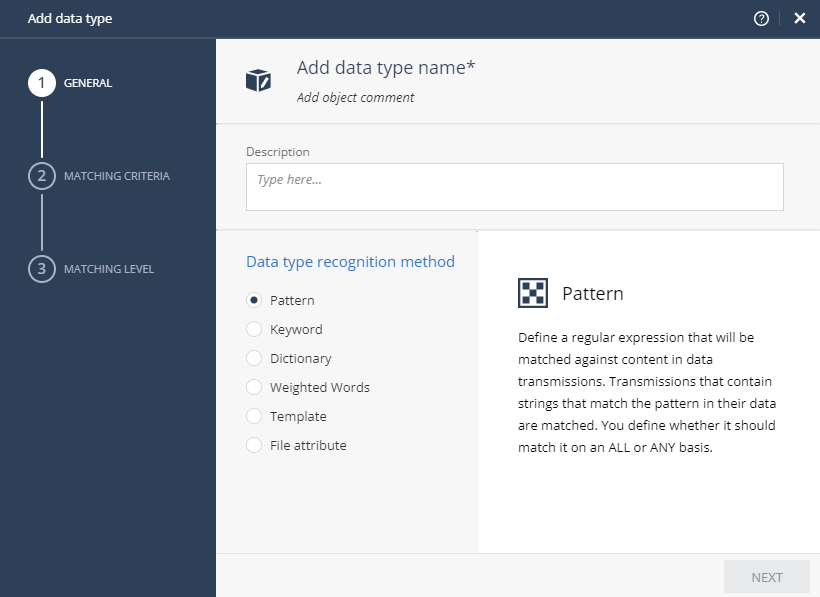 Add data type
1 GENERAL
2 MATCHING CRITERIA
3 MATCHING LEVEL
Add data type name*
Add object comment
Description
Type here...
Data type recognition method
Pattern
Keyword
Dictionary
Weighted Words
Template
File attribute
Pattern
Define a regular expression that will be
matched against content in data
transmissions. Transmissions that contain
strings that match the pattern in their data
are matched. You define whether it should
match it on an ALL or ANY basis.
NEXT